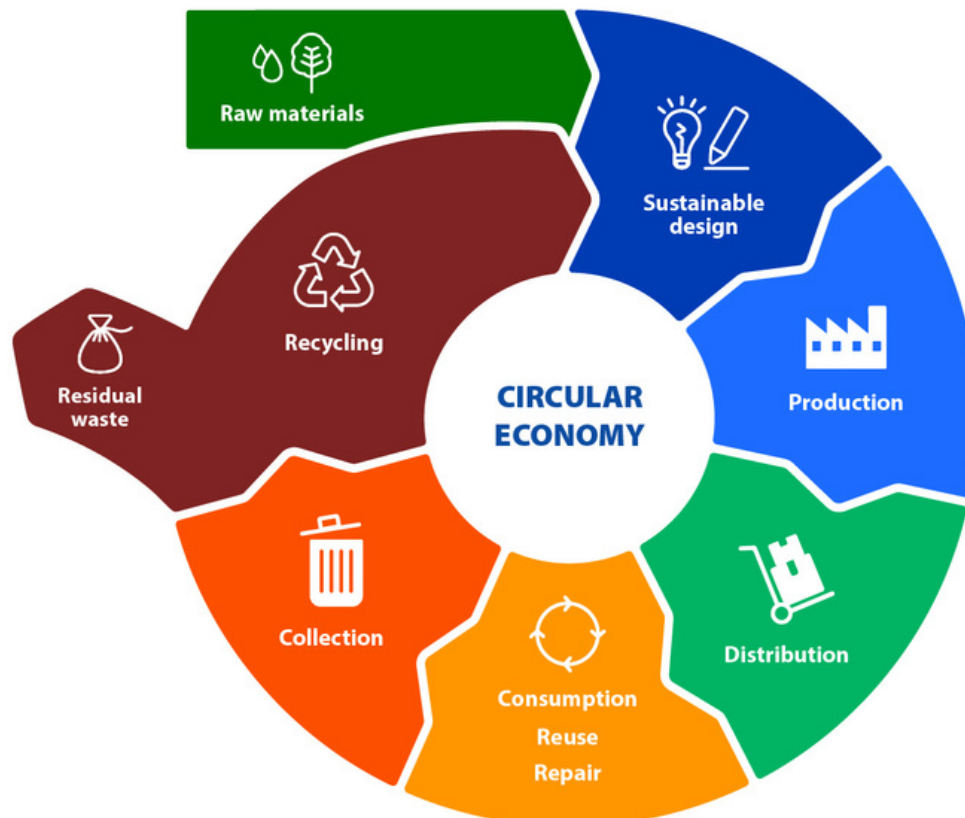 Raw materials
Sustainable
design
Production
Distribution
Consumption
Reuse
Repair
Collection
Recycling
Residual
waste
CIRCULAR
ECONOMY